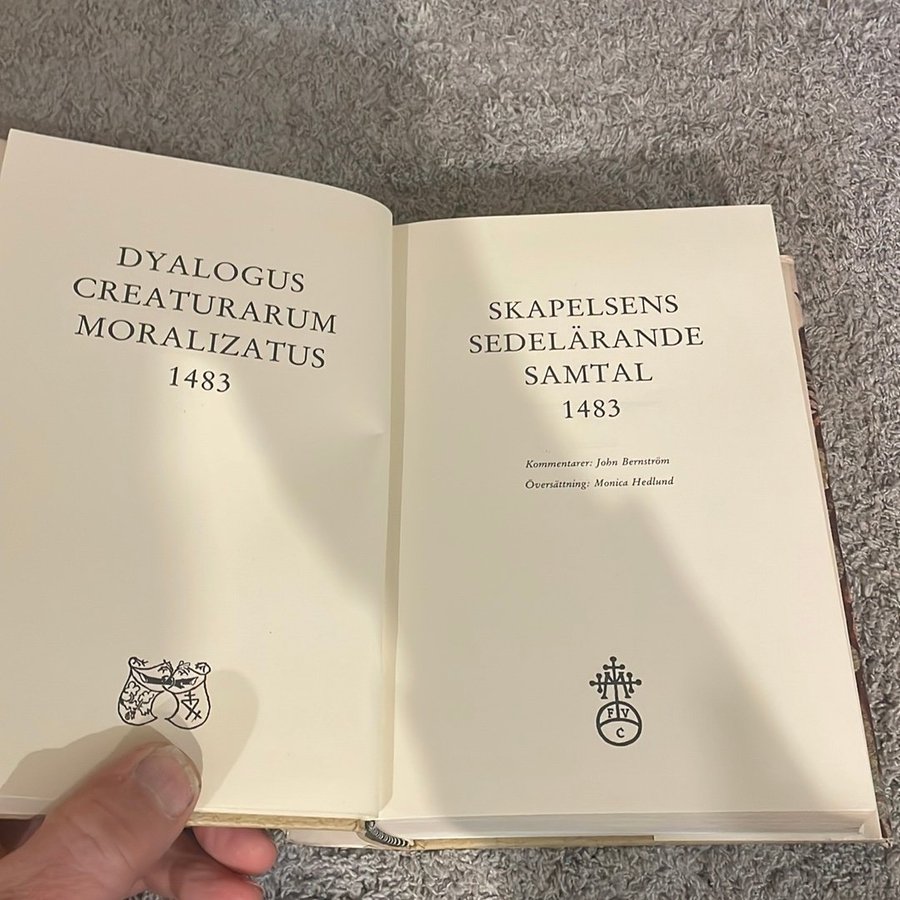 DYALOGUS
CREATURARUM
MORALIZATUS
1483
SKAPELSENS
SEDELÄRANDE
SAMTAL
1483
Kommentarer: John Bernström
Översättning: Monica Hedlund
F V
C